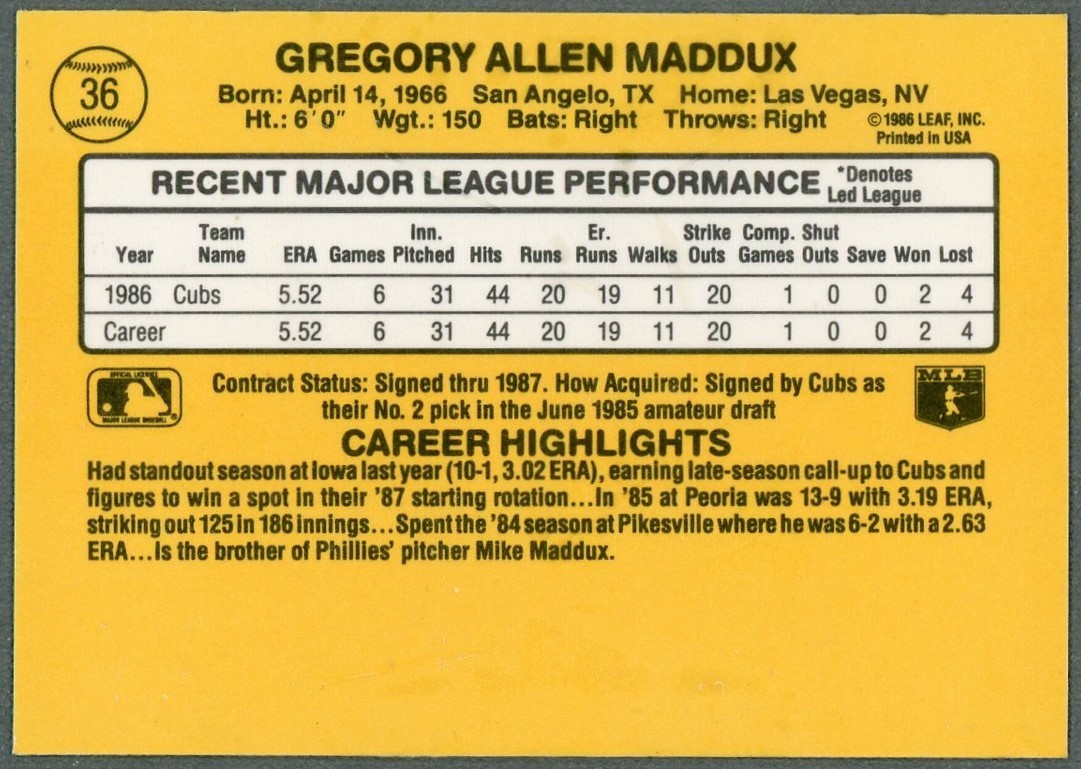 36
GREGORY ALLEN MADDUX
Born: April 14, 1966 San Angelo, TX Home: Las Vegas, NV
Ht.: 6'0" Wgt.: 150 Bats: Right Throws: Right
©1986 LEAF, INC.
Printed in USA
RECENT MAJOR LEAGUE PERFORMANCE
*Denotes
Led League
Year Team Name ERA Games Inn. Pitched Hits Runs Er. Runs Walks Strike Outs Comp. Games Shut Outs Save Won Lost
1986 Cubs 5.52 6 31 44 20 19 11 20 1 0 0 2 4
Career 5.52 6 31 44 20 19 11 20 1 0 0 2 4
OFFICIAL LICENSEE
MAJOR LEAGUE BASEBALL
®
Contract Status: Signed thru 1987. How Acquired: Signed by Cubs as
their No. 2 pick in the June 1985 amateur draft
MLB
CAREER HIGHLIGHTS
Had standout season at Iowa last year (10-1, 3.02 ERA), earning late-season call-up to Cubs and
figures to win a spot in their '87 starting rotation...In '85 at Peoria was 13-9 with 3.19 ERA,
striking out 125 in 186 innings...Spent the '84 season at Pikesville where he was 6-2 with a 2.63
ERA...Is the brother of Phillies' pitcher Mike Maddux.